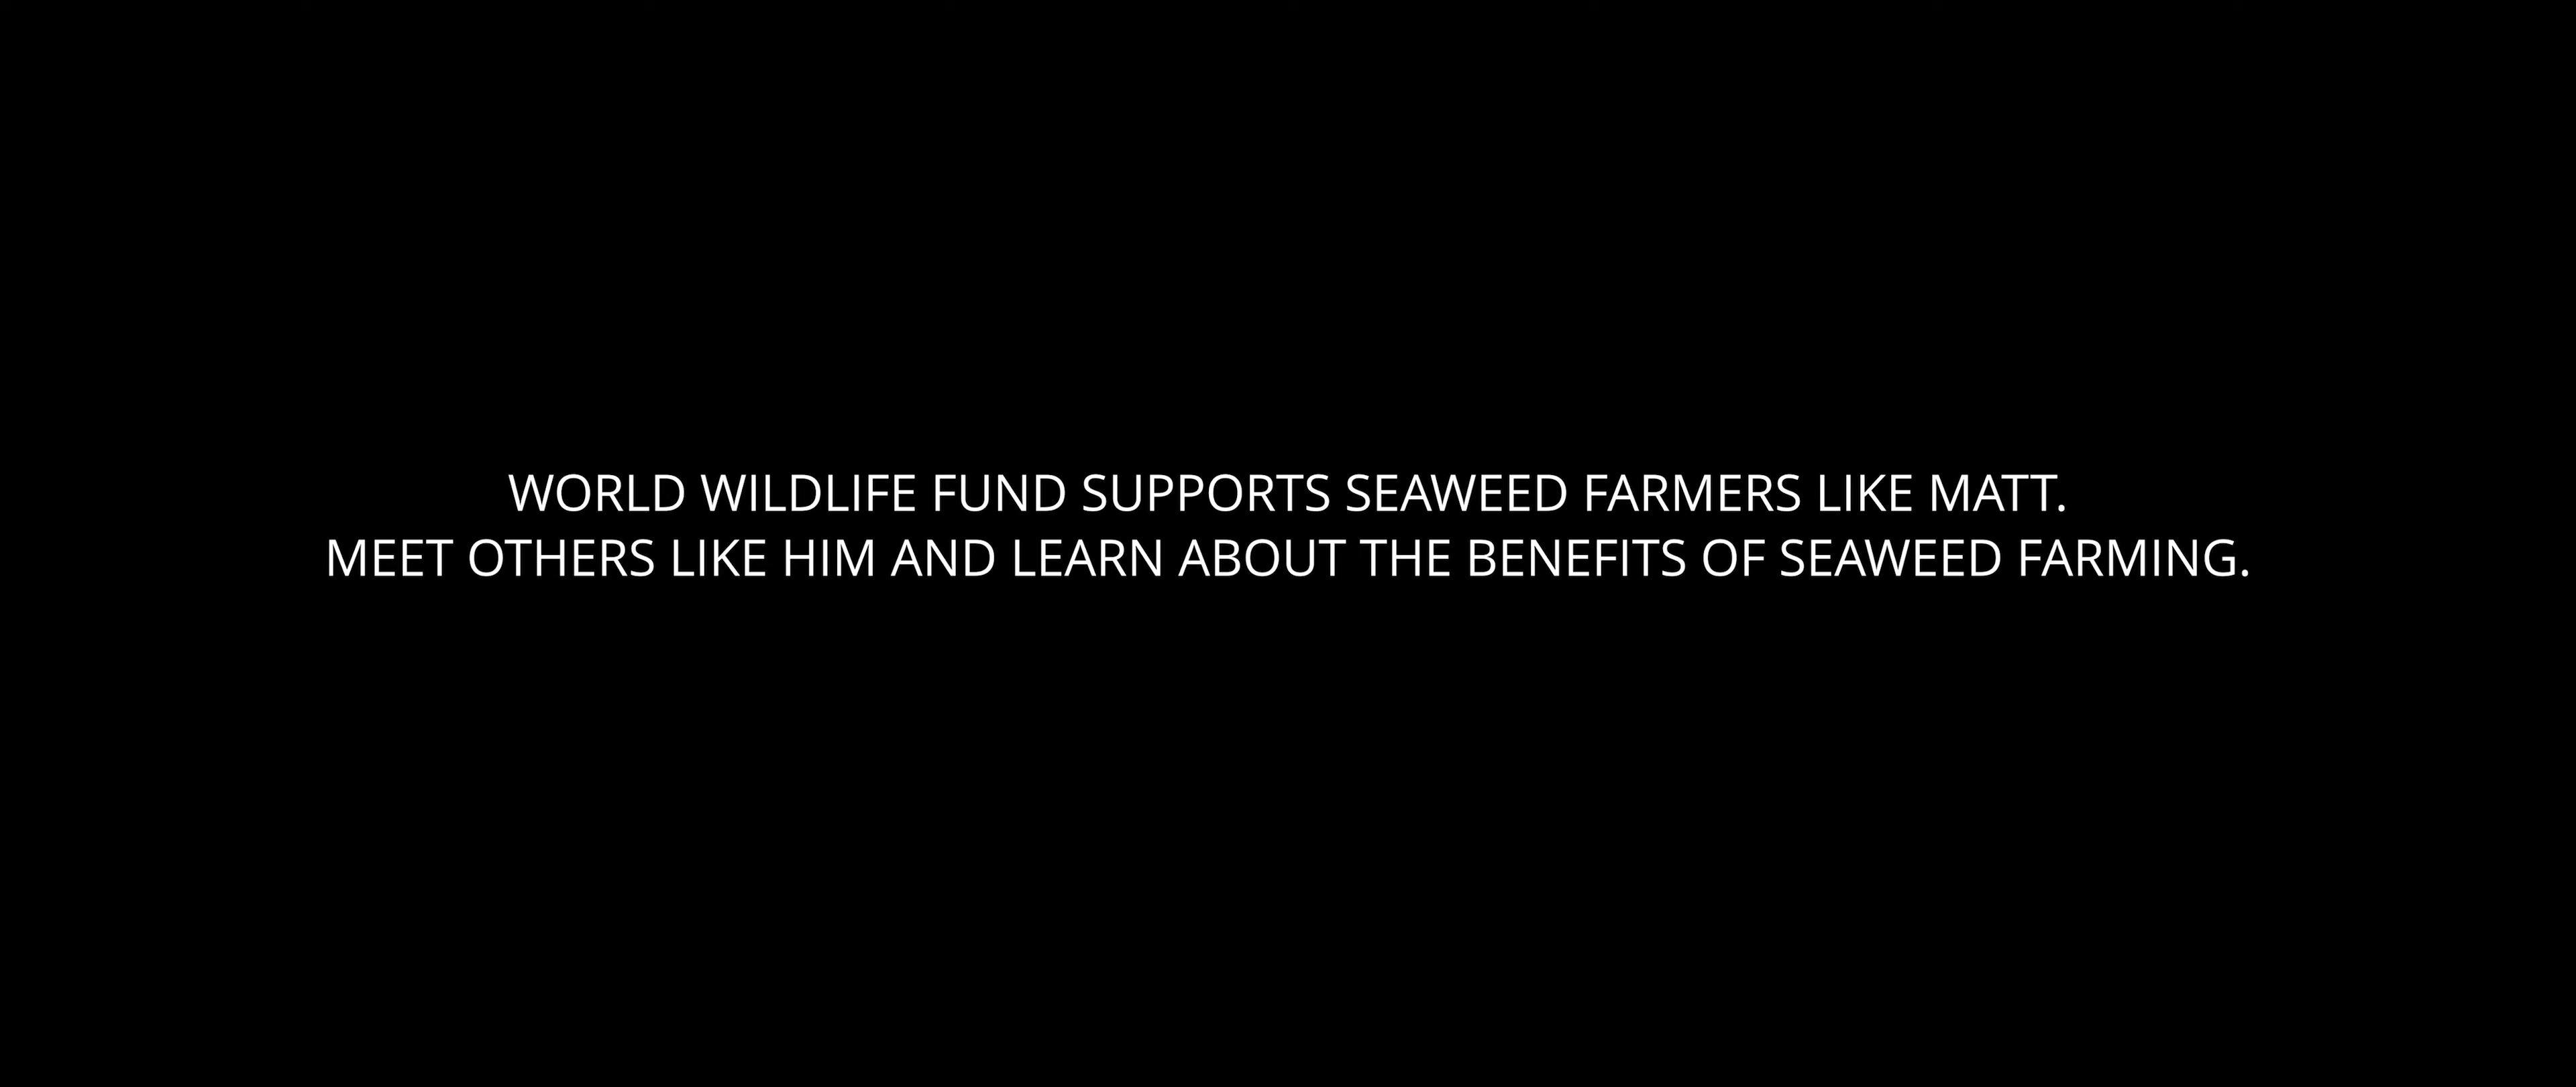 WORLD WILDLIFE FUND SUPPORTS SEAWEED FARMERS LIKE MATT.
MEET OTHERS LIKE HIM AND LEARN ABOUT THE BENEFITS OF SEAWEED FARMING.